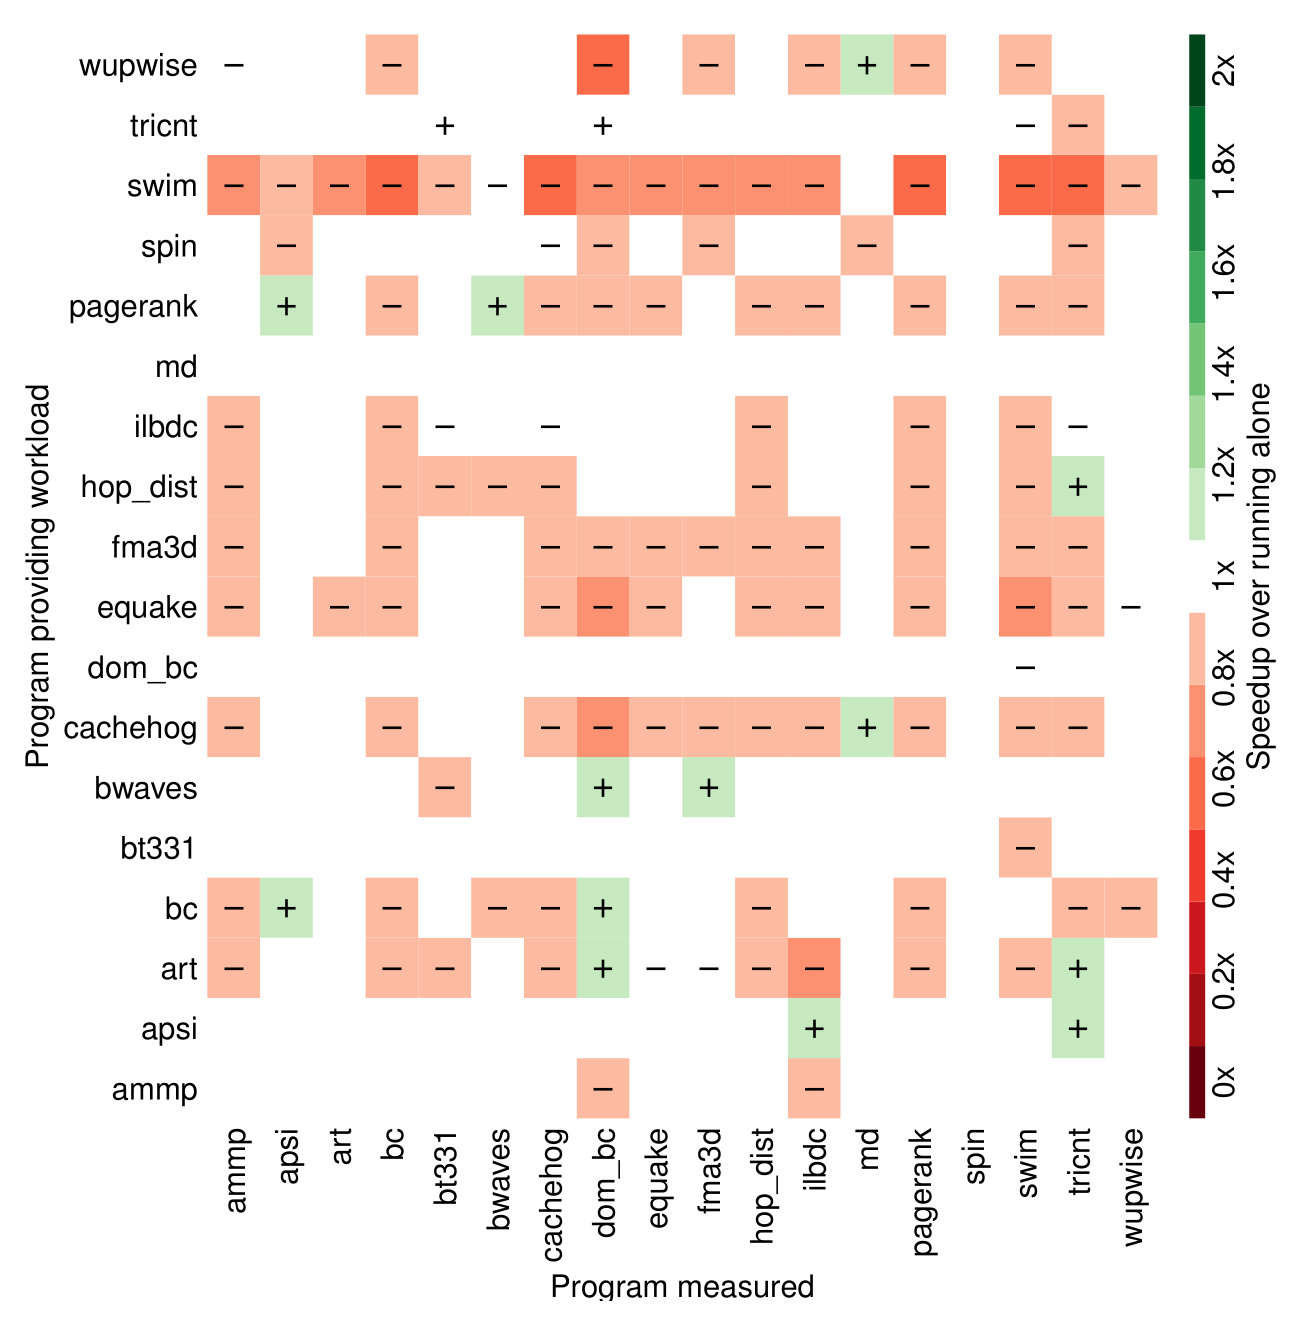 wupwise − − − − − + − −
tricnt + + − −
swim − − − − − − − − − − − − − − − −
spin − − − − − −
pagerank + − + − − − − − − − −
md
ilbdc − − − − − − − −
hop_dist − − − − − − − − +
fma3d − − − − − − − − − − −
equake − − − − − − − − − − − −
dom_bc −
cachehog − − − − − − − − + − − −
bwaves − + +
bt331 −
bc − + − − − + − − − −
art − − − − + − − − − − − +
apsi + +
ammp − −
ammp
apsi
art
bc
bt331
bwaves
cachehog
dom_bc
equake
fma3d
hop_dist
ilbdc
md
pagerank
spin
swim
tricnt
wupwise
Program measured
Program providing workload
2x
1.8x
1.6x
1.4x
1.2x
1x
0.8x
0.6x
0.4x
0.2x
0x
Speedup over running alone